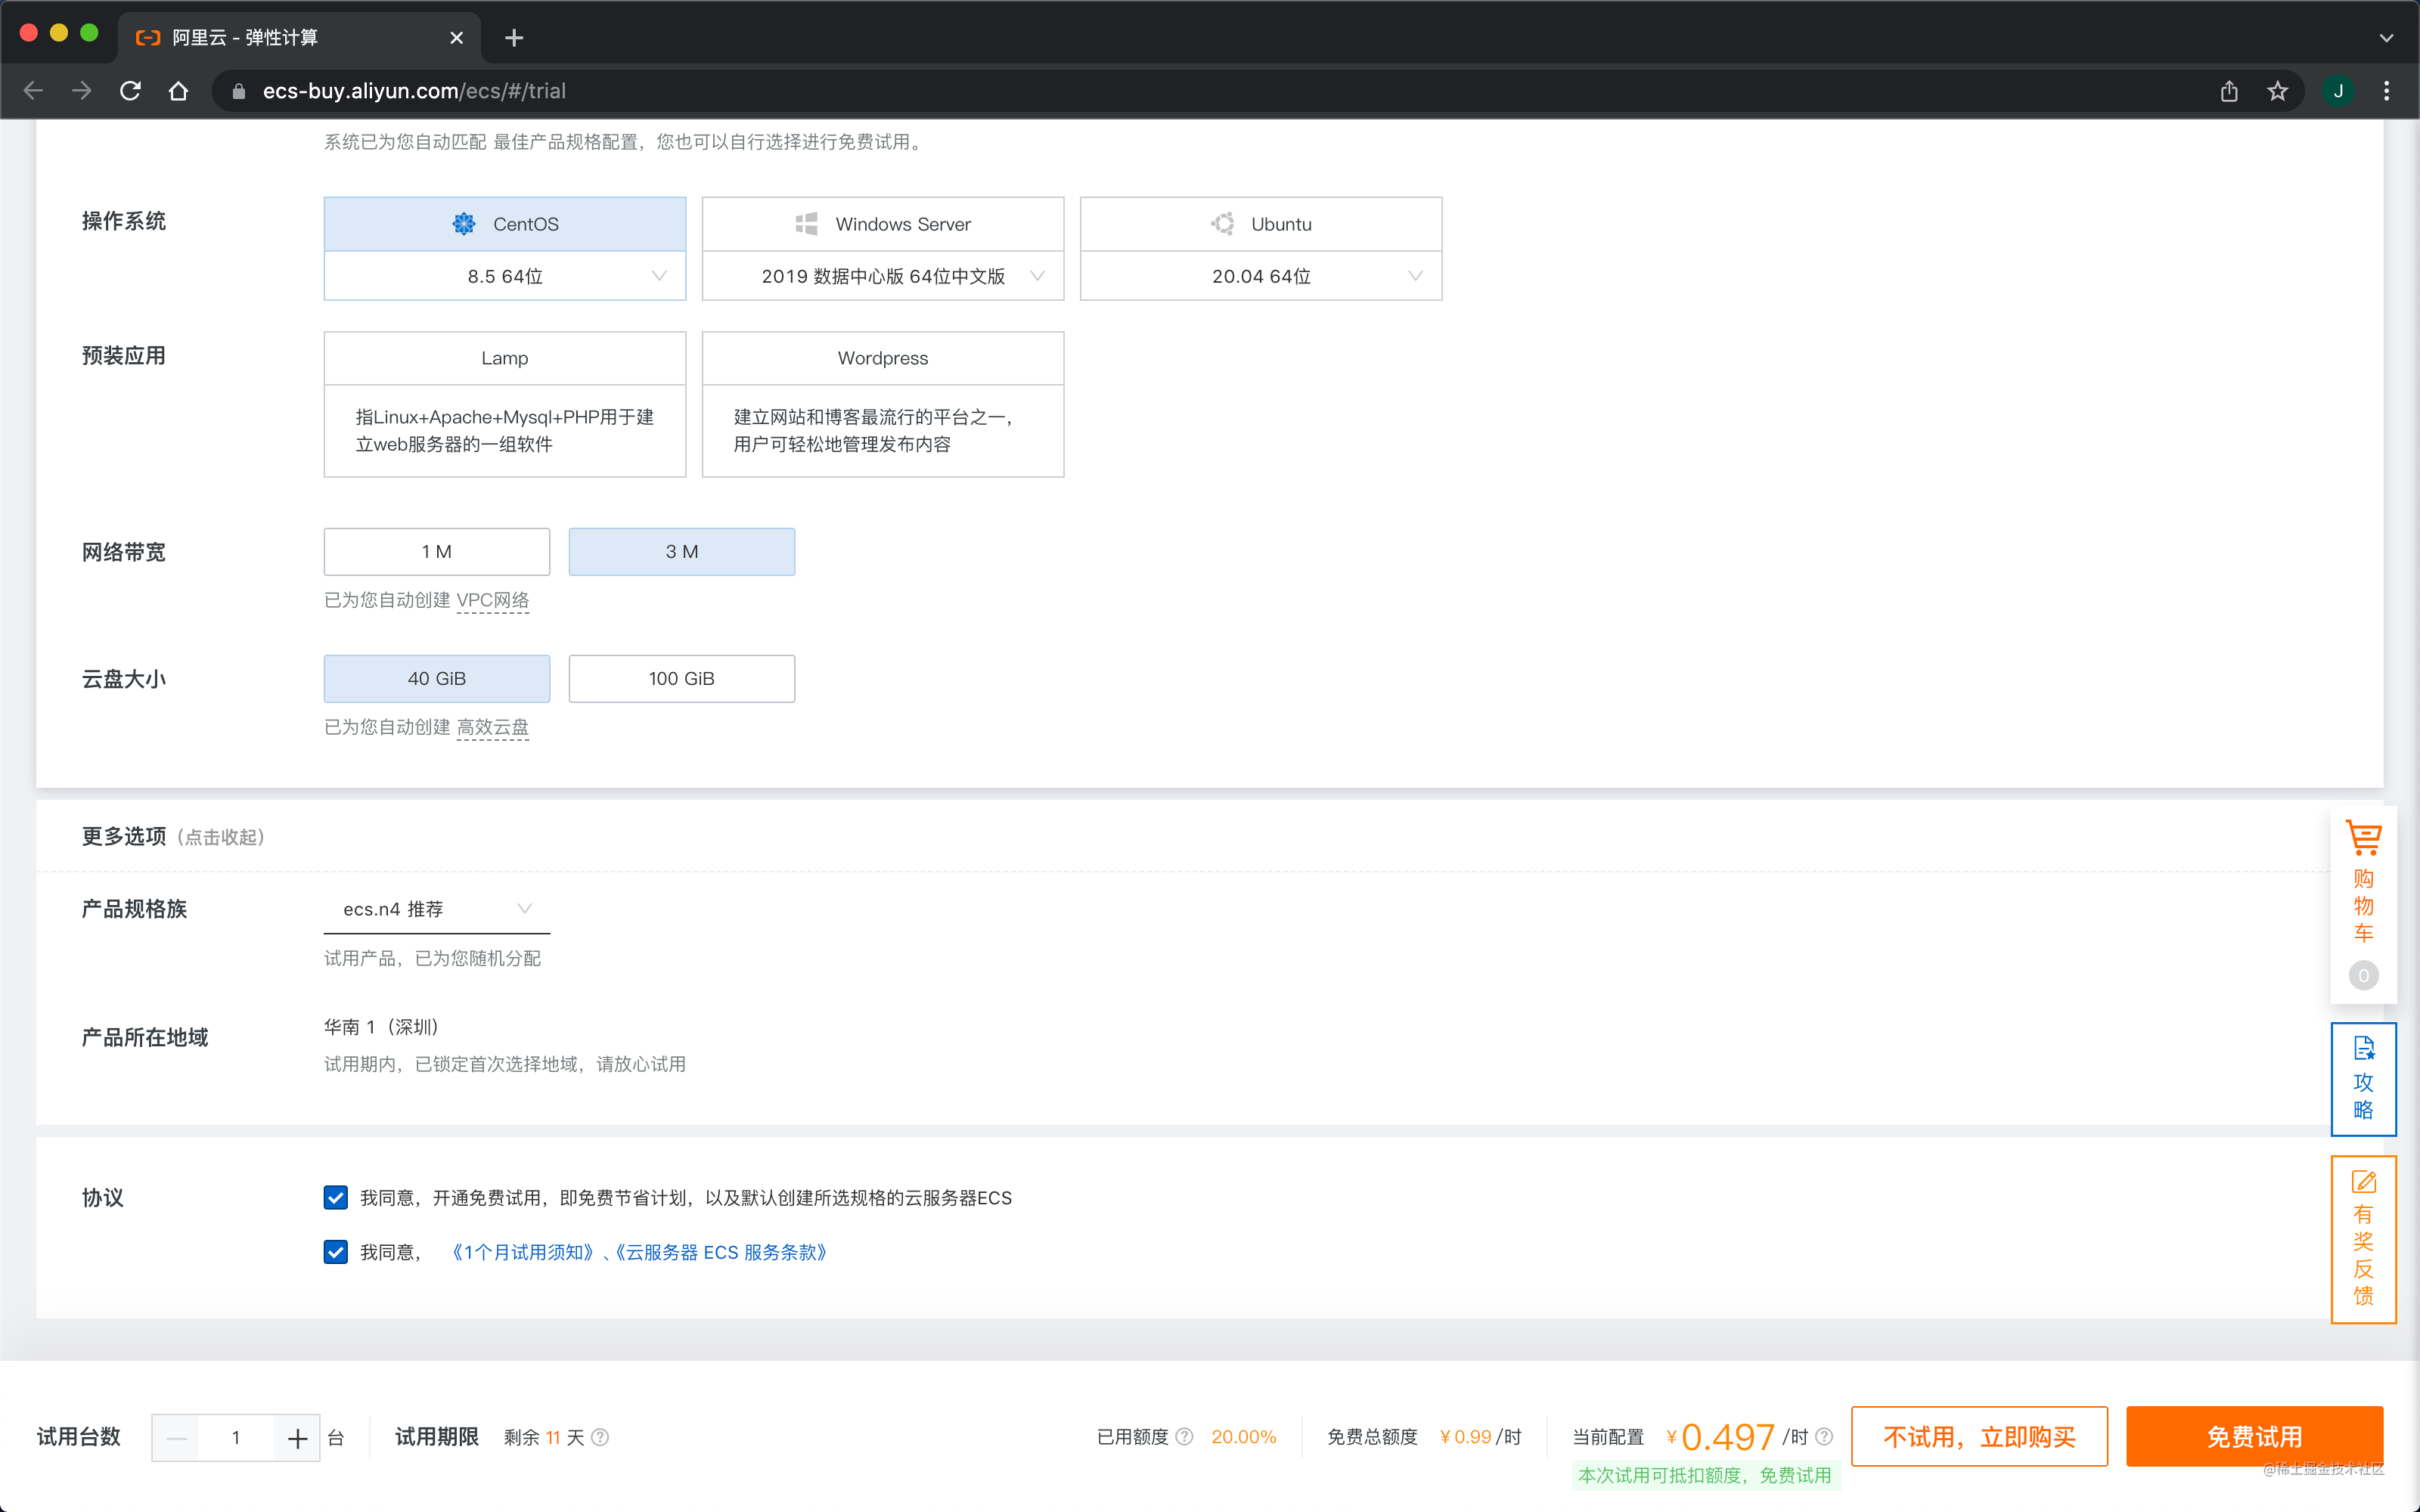 阿里云 - 弹性计算
ecs-buy.aliyun.com/ecs/#/trial
J
系统已为您自动匹配 最佳产品规格配置，您也可以自行选择进行免费试用。
操作系统
CentOS
Windows Server
Ubuntu
8.5 64位
2019 数据中心版 64位中文版
20.04 64位
预装应用
Lamp
Wordpress
指Linux+Apache+Mysql+PHP用于建
立web服务器的一组软件
建立网站和博客最流行的平台之一，
用户可轻松地管理发布内容
网络带宽
1 M
3 M
已为您自动创建 VPC网络
云盘大小
40 GiB
100 GiB
已为您自动创建 高效云盘
更多选项（点击收起）
产品规格族
ecs.n4 推荐
试用产品，已为您随机分配
产品所在地域
华南 1（深圳）
试用期内，已锁定首次选择地域，请放心试用
协议
我同意，开通免费试用，即免费节省计划，以及默认创建所选规格的云服务器ECS
我同意， 《1个月试用须知》、《云服务器 ECS 服务条款》
购
物
车
0
攻
略
有
奖
反
馈
试用台数
1
台
试用期限
剩余 11 天
已用额度 20.00%
免费总额度 ￥0.99 /时
当前配置 ￥0.497 /时
本次试用可抵扣额度，免费试用
不试用，立即购买
免费试用
@稀土掘金技术社区